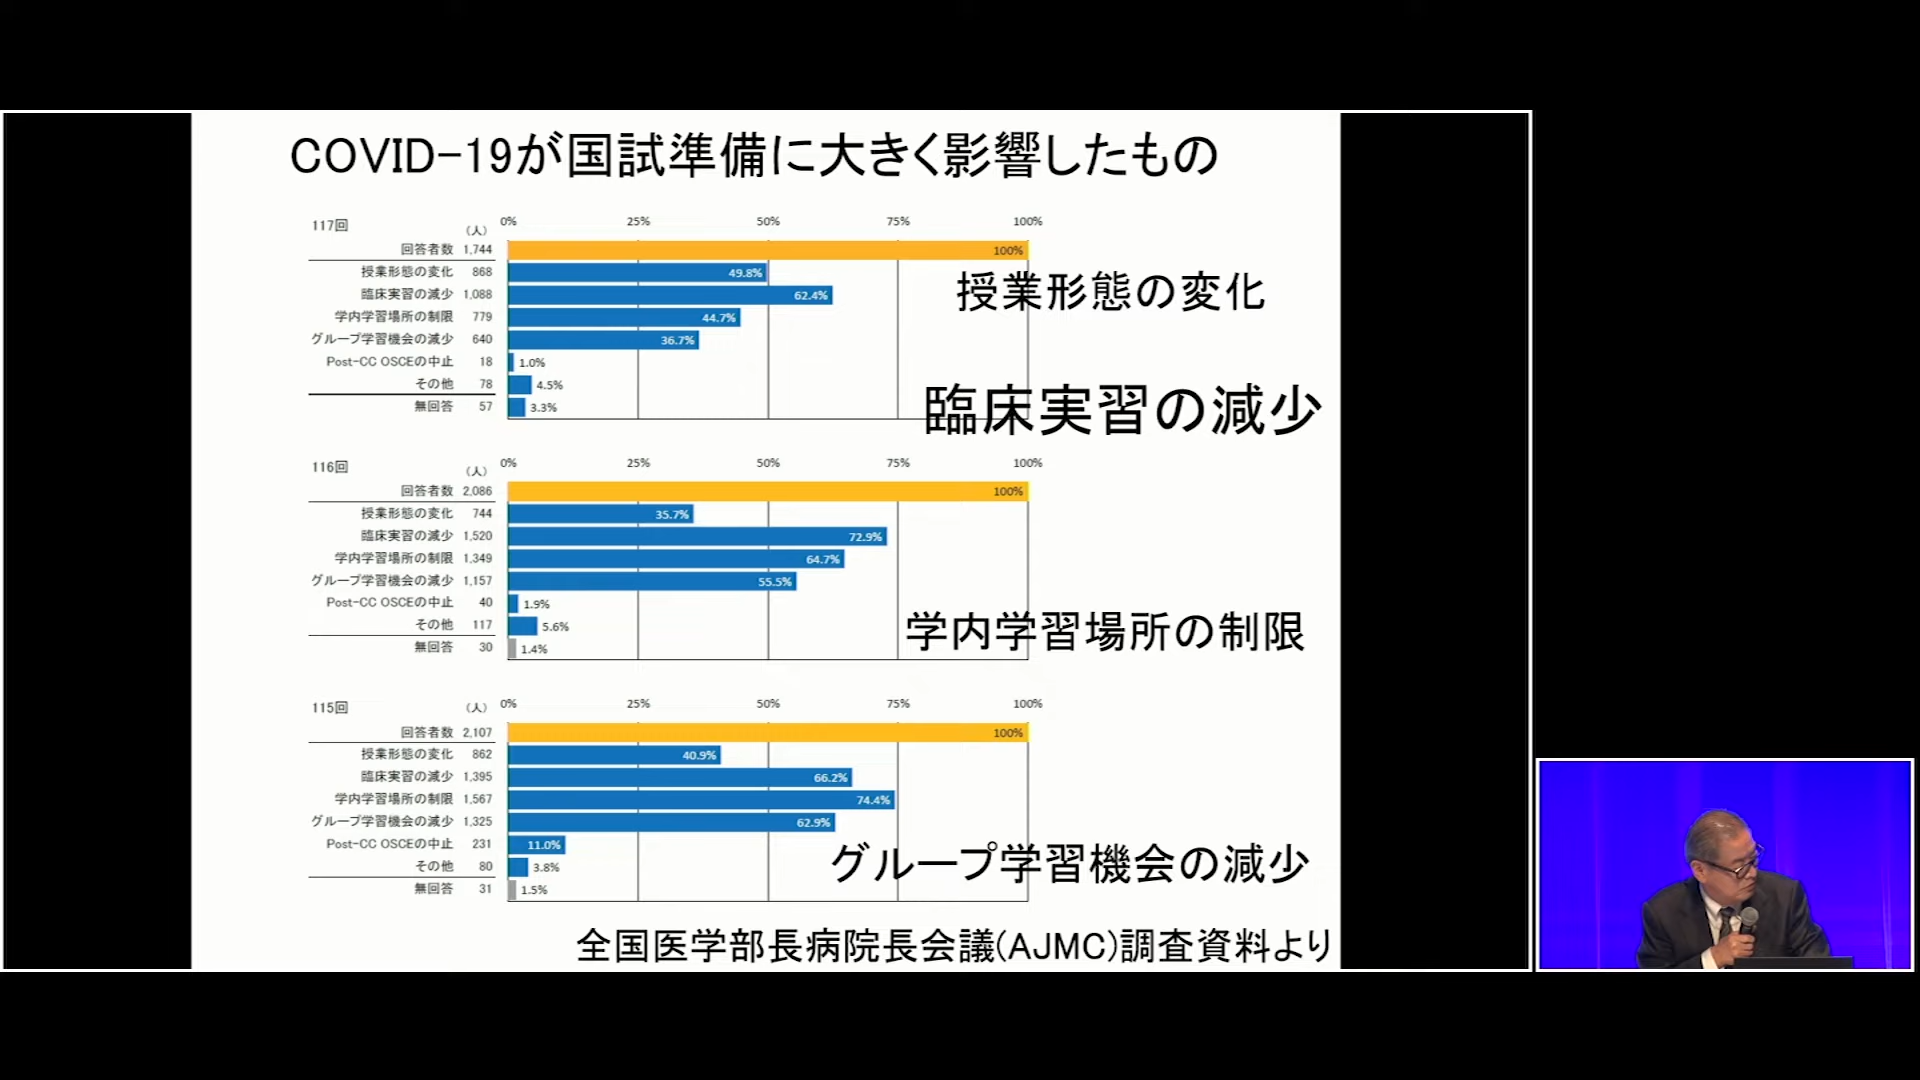 COVID-19が国試準備に大きく影響したもの
117回 (人) 0% 25% 50% 75% 100%
回答者数 1,744 100%
授業形態の変化 868 49.8%
臨床実習の減少 1,088 62.4%
学内学習場所の制限 779 44.7%
グループ学習機会の減少 640 36.7%
Post-CC OSCEの中止 18 1.0%
その他 78 4.5%
無回答 57 3.3%
授業形態の変化
臨床実習の減少
116回 (人) 0% 25% 50% 75% 100%
回答者数 2,086 100%
授業形態の変化 744 35.7%
臨床実習の減少 1,520 72.9%
学内学習場所の制限 1,349 64.7%
グループ学習機会の減少 1,157 55.5%
Post-CC OSCEの中止 40 1.9%
その他 117 5.6%
無回答 30 1.4%
学内学習場所の制限
115回 (人) 0% 25% 50% 75% 100%
回答者数 2,107 100%
授業形態の変化 862 40.9%
臨床実習の減少 1,395 66.2%
学内学習場所の制限 1,567 74.4%
グループ学習機会の減少 1,325 62.9%
Post-CC OSCEの中止 231 11.0%
その他 80 3.8%
無回答 31 1.5%
グループ学習機会の減少
全国医学部長病院長会議(AJMC)調査資料より